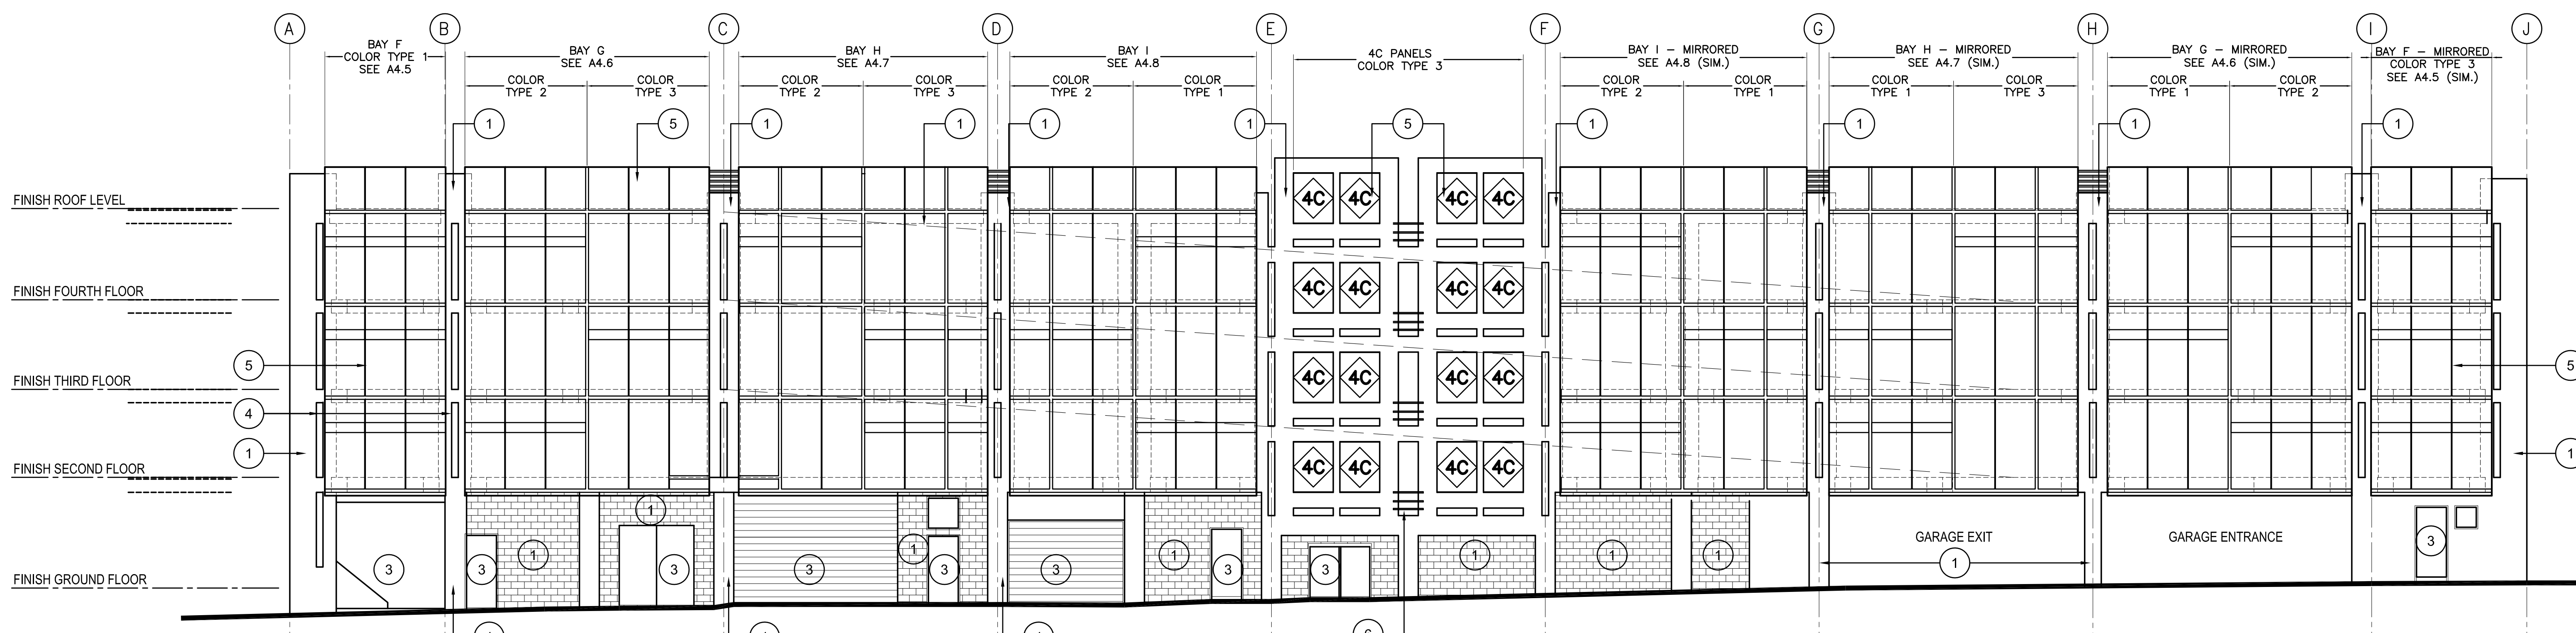 A B C D E F G H I J
BAY F
COLOR TYPE 1
SEE A4.5
BAY G
SEE A4.6
COLOR TYPE 2
COLOR TYPE 3
BAY H
SEE A4.7
COLOR TYPE 2
COLOR TYPE 3
BAY I
SEE A4.8
COLOR TYPE 2
COLOR TYPE 1
4C PANELS
COLOR TYPE 3
BAY I – MIRRORED
SEE A4.8 (SIM.)
COLOR TYPE 2
COLOR TYPE 1
BAY H – MIRRORED
SEE A4.7 (SIM.)
COLOR TYPE 1
COLOR TYPE 3
BAY G – MIRRORED
SEE A4.6 (SIM.)
COLOR TYPE 1
COLOR TYPE 2
BAY F – MIRRORED
COLOR TYPE 3
SEE A4.5 (SIM.)
1 5 1 1 1 1 5 1 1 1 1
FINISH ROOF LEVEL
4C 4C 4C 4C
FINISH FOURTH FLOOR
4C 4C 4C 4C
5 5
FINISH THIRD FLOOR
4C 4C 4C 4C
4
1 1
FINISH SECOND FLOOR
4C 4C 4C 4C
1
GARAGE EXIT
GARAGE ENTRANCE
3
1 1 1 1 1 1
1
3 3 3 3 3 3 3 3
FINISH GROUND FLOOR